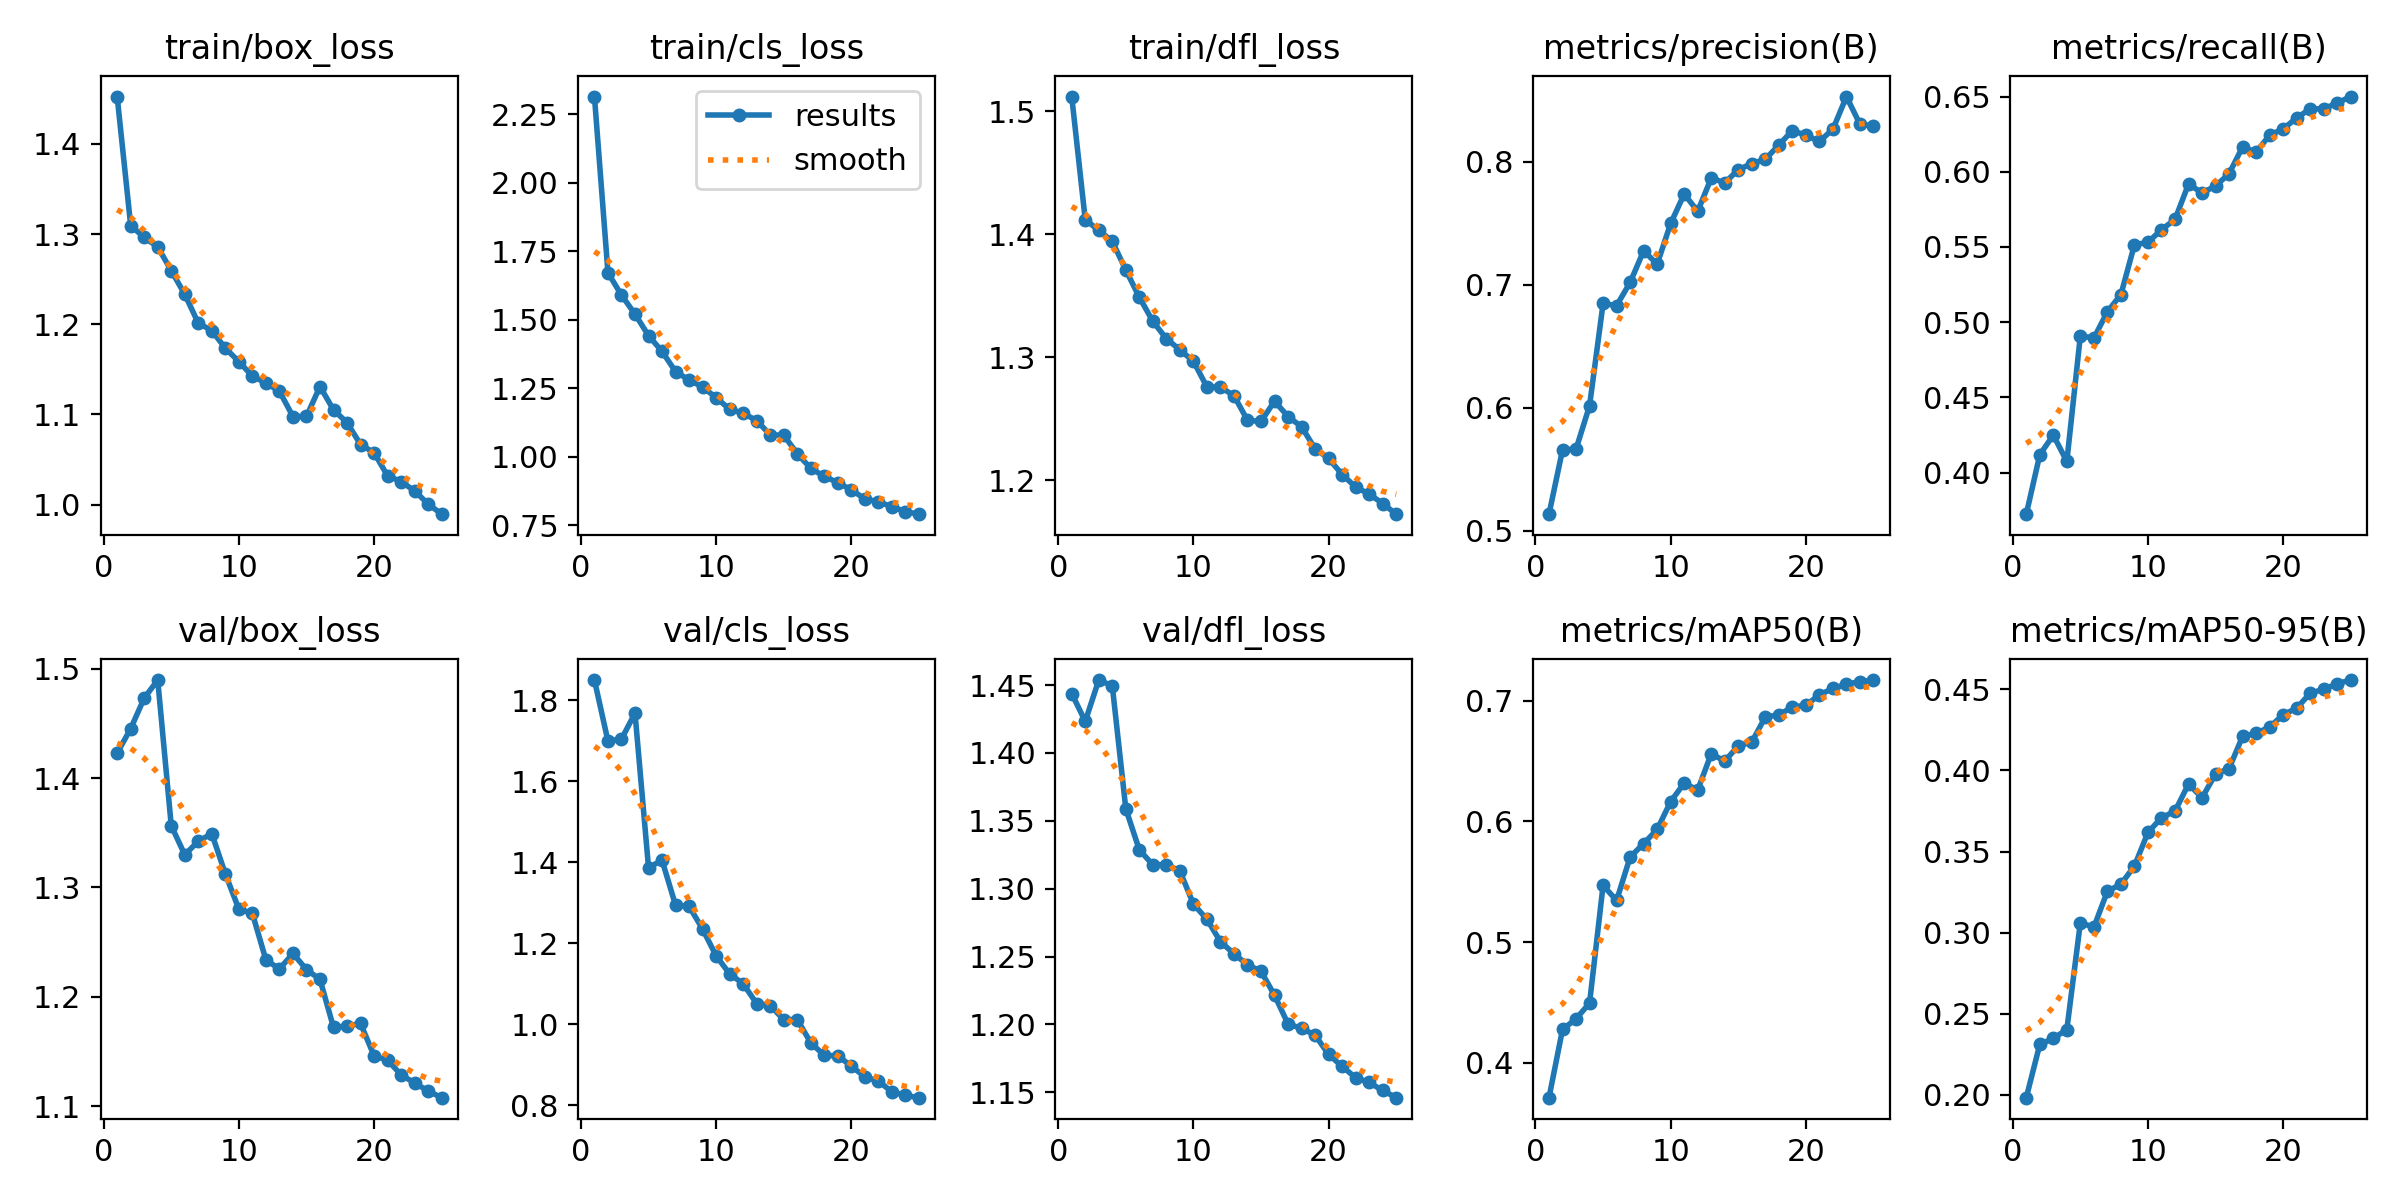 train/box_loss
1.4
1.3
1.2
1.1
1.0
0 10 20
train/cls_loss
results
smooth
2.25
2.00
1.75
1.50
1.25
1.00
0.75
0 10 20
train/dfl_loss
1.5
1.4
1.3
1.2
0 10 20
metrics/precision(B)
0.8
0.7
0.6
0.5
0 10 20
metrics/recall(B)
0.65
0.60
0.55
0.50
0.45
0.40
0 10 20
val/box_loss
1.5
1.4
1.3
1.2
1.1
0 10 20
val/cls_loss
1.8
1.6
1.4
1.2
1.0
0.8
0 10 20
val/dfl_loss
1.45
1.40
1.35
1.30
1.25
1.20
1.15
0 10 20
metrics/mAP50(B)
0.7
0.6
0.5
0.4
0 10 20
metrics/mAP50-95(B)
0.45
0.40
0.35
0.30
0.25
0.20
0 10 20